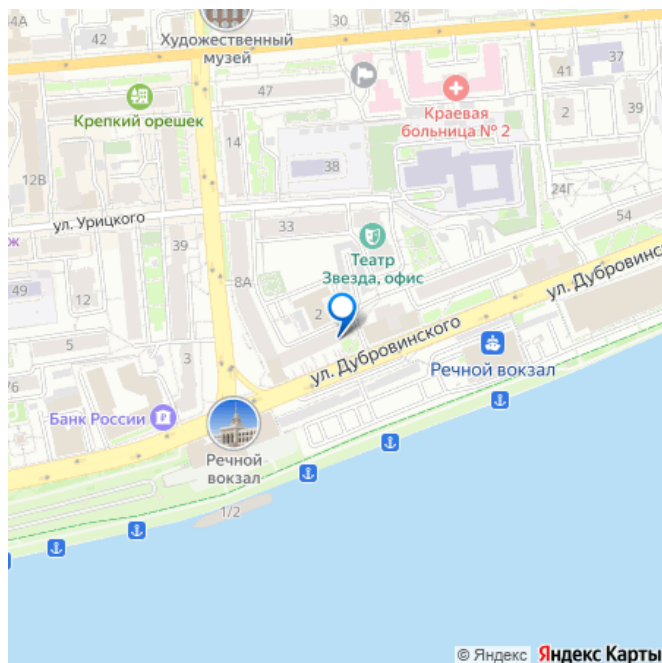 42
30
26
Художественный
музей
47
41
37
Крепкий орешек
Краевая
больница № 2
2
39
14
12В
38
24Г
ул. Урицкого
33
54
ж
39
Театр
Звезда, офис
8А
49
12
2
ул. Дубровинс
5
3
ул. Дубровинского
Речной вокзал
76
Банк России
Речной
вокзал
1/2
© Яндекс Яндекс Карты